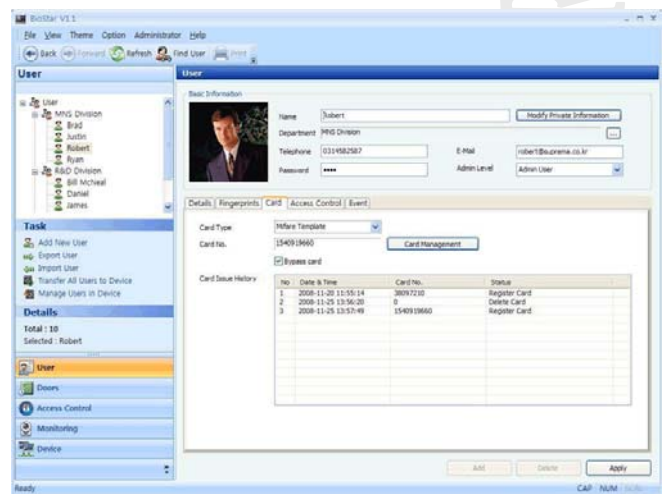 BioStar V1.1
File View Theme Option Administrator Help
Back Forward Refresh Find User Print
User
User
User
MNG Division
Brad
Justin
Robert
Ryan
R&D Division
Bill McNeal
Daniel
James
Task
Add New User
Export User
Import User
Transfer All Users to Device
Manage Users in Device
Details
Total : 10
Selected : Robert
User
Doors
Access Control
Monitoring
Device
Ready
Basic Information
Name Robert Modify Private Information
Department MNG Division ...
Telephone 0314582587 E-Mail robert@suprema.co.kr
Password **** Admin Level Admin User
Details Fingerprints Card Access Control Event
Card Type Mifare Template
Card No. 1540919660 Card Management
Bypass card
Card Issue History
No Date & Time Card No. Status
1 2008-11-20 11:55:14 38097210 Register Card
2 2008-11-25 13:56:20 0 Delete Card
3 2008-11-25 13:57:49 1540919660 Register Card
Add Delete Apply
CAP NUM